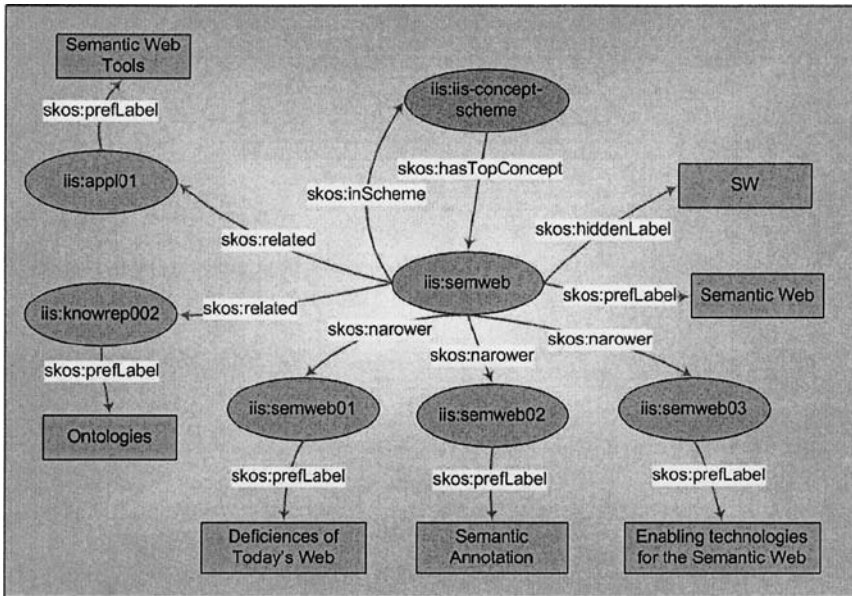 Semantic Web
Tools
skos:prefLabel
iis:iis-concept-
scheme
iis:appl01
skos:hasTopConcept
skos:inScheme
SW
skos:related
skos:hiddenLabel
iis:semweb
skos:prefLabel
Semantic Web
iis:knowrep002
skos:related
skos:narower
skos:narower
skos:narower
skos:prefLabel
iis:semweb01
iis:semweb02
iis:semweb03
Ontologies
skos:prefLabel
skos:prefLabel
skos:prefLabel
Deficiences of
Today's Web
Semantic
Annotation
Enabling technologies
for the Semantic Web